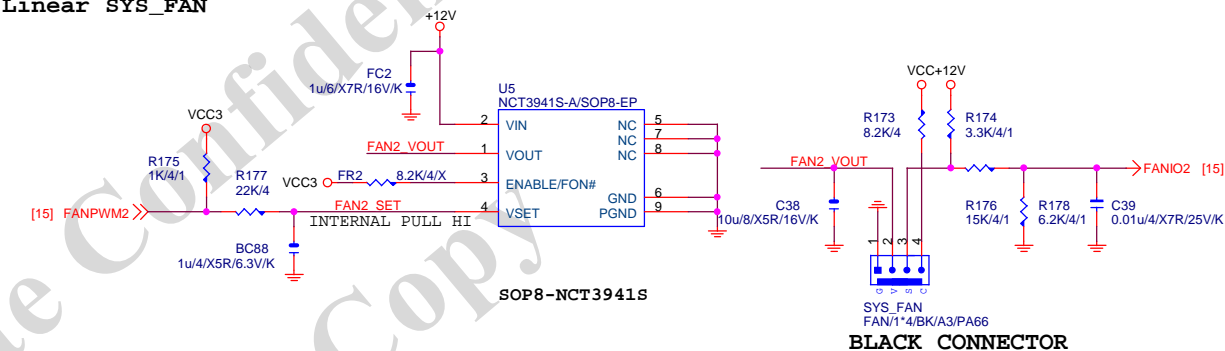 Linear SYS_FAN
+12V
FC2
1u/6/X7R/16V/K
U5
NCT3941S-A/SOP8-EP
VCC3
R175
1K/4/1
R177
22K/4
[15] FANPWM2
BC88
1u/4/X5R/6.3V/K
FAN2_VOUT
VCC3 FR2 8.2K/4/X
FAN2_SET
INTERNAL PULL HI
2 VIN
1 VOUT
3 ENABLE/FON#
4 VSET
NC 5
NC 7
NC 8
GND 6
PGND 9
SOP8-NCT3941S
VCC +12V
R173
8.2K/4
R174
3.3K/4/1
FAN2_VOUT
FANIO2 [15]
C38
10u/8/X5R/16V/K
R176
15K/4/1
R178
6.2K/4/1
C39
0.01u/4/X7R/25V/K
1 2 3 4
G V S C
SYS_FAN
FAN/1*4/BK/A3/PA66
BLACK CONNECTOR
Confiden
e Co
Copy